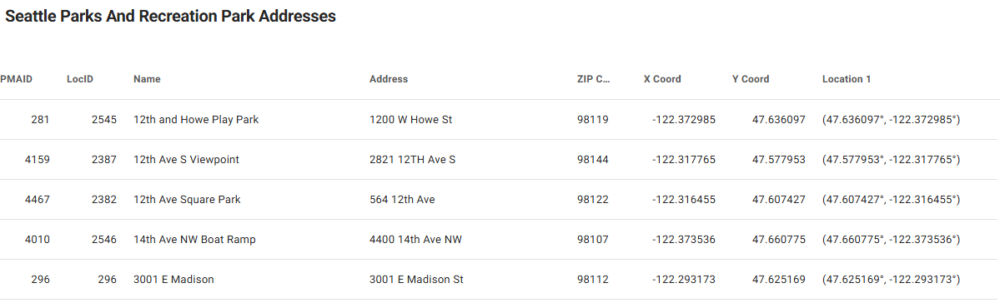 Seattle Parks And Recreation Park Addresses
PMAID LocID Name Address ZIP C... X Coord Y Coord Location 1
281 2545 12th and Howe Play Park 1200 W Howe St 98119 -122.372985 47.636097 (47.636097°, -122.372985°)
4159 2387 12th Ave S Viewpoint 2821 12TH Ave S 98144 -122.317765 47.577953 (47.577953°, -122.317765°)
4467 2382 12th Ave Square Park 564 12th Ave 98122 -122.316455 47.607427 (47.607427°, -122.316455°)
4010 2546 14th Ave NW Boat Ramp 4400 14th Ave NW 98107 -122.373536 47.660775 (47.660775°, -122.373536°)
296 296 3001 E Madison 3001 E Madison St 98112 -122.293173 47.625169 (47.625169°, -122.293173°)